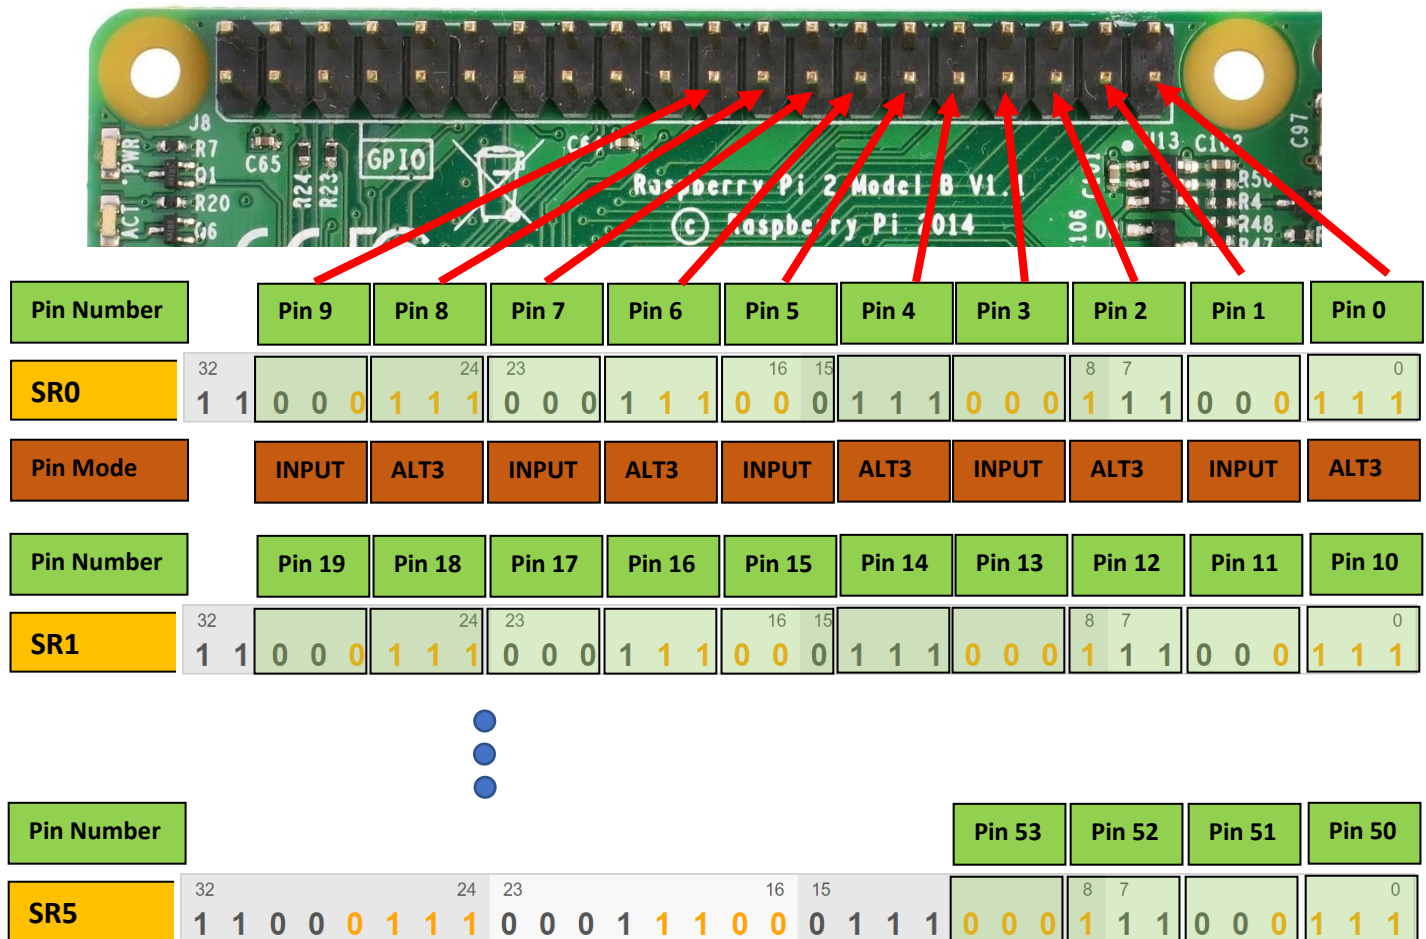 J8
R7
PWR
Q1
C65
R24
R23
GPIO
U13
C97
R20
ACT
Q6
Raspberry Pi 2 Model B V1.1
© Raspberry Pi 2014
R4
R48
R47
Pin Number Pin 9 Pin 8 Pin 7 Pin 6 Pin 5 Pin 4 Pin 3 Pin 2 Pin 1 Pin 0
32 24 23 16 15 8 7 0
SR0 1 1 0 0 0 1 1 1 0 0 0 1 1 1 0 0 0 1 1 1 0 0 0 1 1 1 0 0 0 1 1 1
Pin Mode INPUT ALT3 INPUT ALT3 INPUT ALT3 INPUT ALT3 INPUT ALT3
Pin Number Pin 19 Pin 18 Pin 17 Pin 16 Pin 15 Pin 14 Pin 13 Pin 12 Pin 11 Pin 10
32 24 23 16 15 8 7 0
SR1 1 1 0 0 0 1 1 1 0 0 0 1 1 1 0 0 0 1 1 1 0 0 0 1 1 1 0 0 0 1 1 1
Pin Number Pin 53 Pin 52 Pin 51 Pin 50
32 24 23 16 15 8 7 0
SR5 1 1 0 0 0 1 1 1 0 0 0 1 1 1 0 0 0 1 1 1 0 0 0 1 1 1 0 0 0 1 1 1